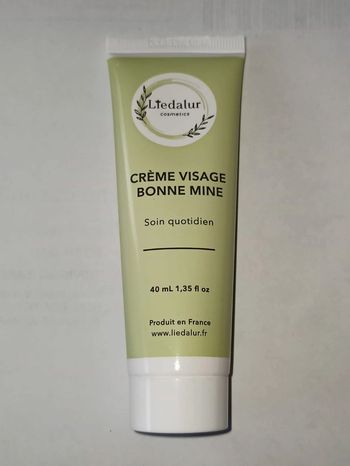 Liedalur
cosmetics
CRÈME VISAGE
BONNE MINE
Soin quotidien
40 mL 1,35 fl oz
Produit en France
www.liedalur.fr